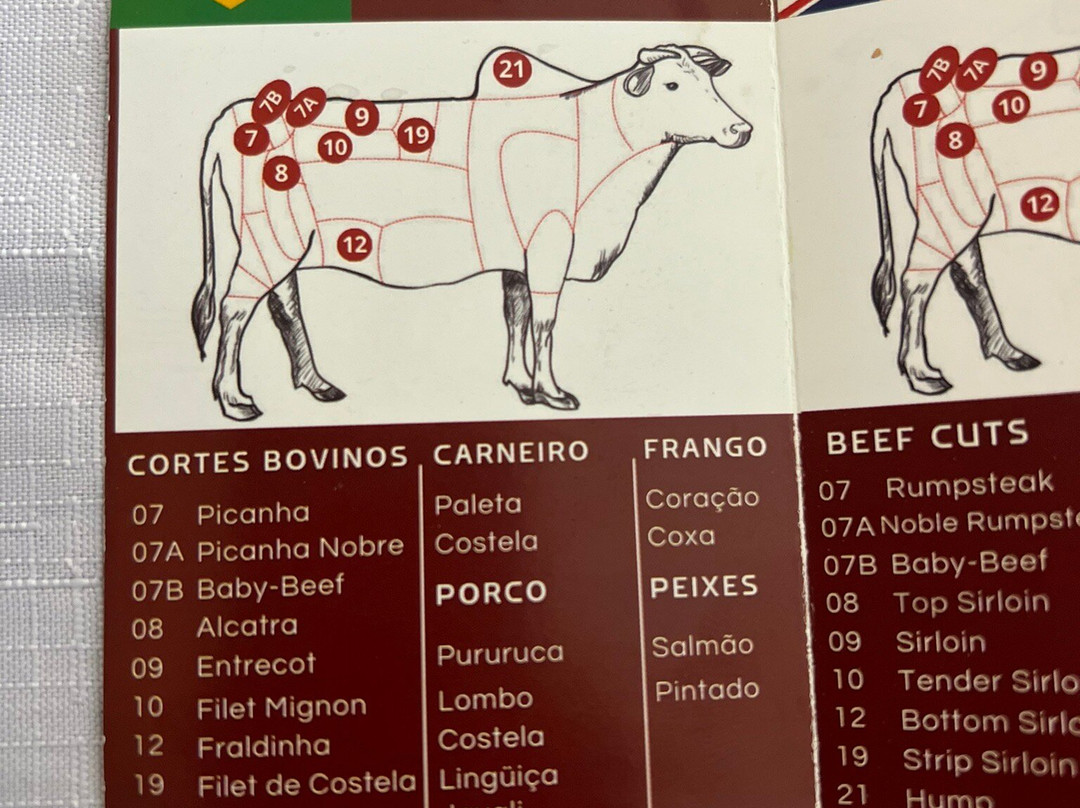 21
7B
7A
9
7
19
10
8
12
7B
7A
9
7
10
8
12
CORTES BOVINOS
07 Picanha
07A Picanha Nobre
07B Baby-Beef
08 Alcatra
09 Entrecot
10 Filet Mignon
12 Fraldinha
19 Filet de Costela
CARNEIRO
Paleta
Costela
PORCO
Pururuca
Lombo
Costela
Lingüiça
FRANGO
Coração
Coxa
PEIXES
Salmão
Pintado
BEEF CUTS
07 Rumpsteak
07A Noble Rumpste
07B Baby-Beef
08 Top Sirloin
09 Sirloin
10 Tender Sirlo
12 Bottom Sirlo
19 Strip Sirloin
21 Hump